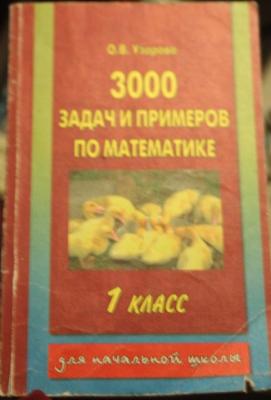 О.В. Узорова
3000
ЗАДАЧ И ПРИМЕРОВ
ПО МАТЕМАТИКЕ
1 КЛАСС
для начальной школы